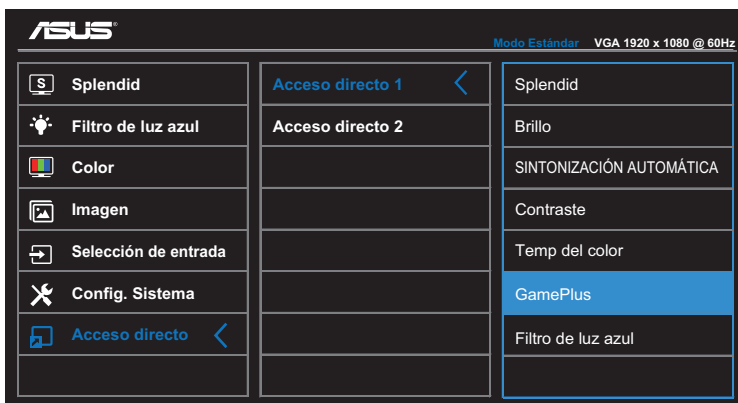 ASUS
Modo Estándar VGA 1920 x 1080 @ 60Hz
S Splendid
Filtro de luz azul
Color
Imagen
Selección de entrada
Config. Sistema
Acceso directo
Acceso directo 1
Acceso directo 2
Splendid
Brillo
SINTONIZACIÓN AUTOMÁTICA
Contraste
Temp del color
GamePlus
Filtro de luz azul